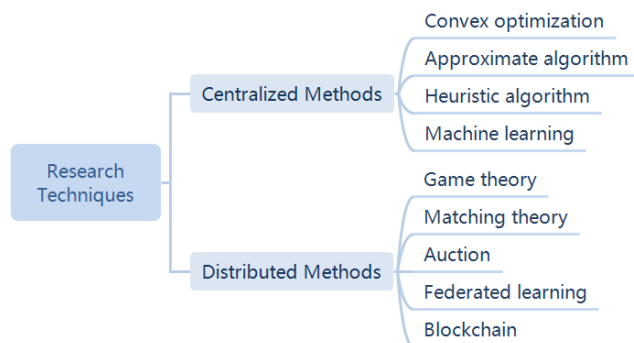 Research
Techniques
Centralized Methods
Convex optimization
Approximate algorithm
Heuristic algorithm
Machine learning
Distributed Methods
Game theory
Matching theory
Auction
Federated learning
Blockchain